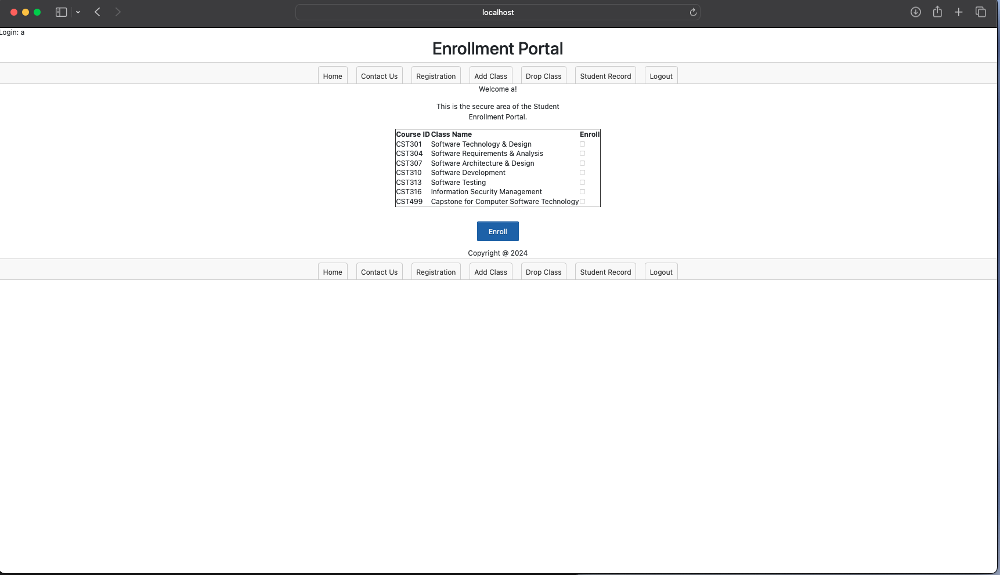 localhost
Login: a
Enrollment Portal
Home Contact Us Registration Add Class Drop Class Student Record Logout
Welcome a!
This is the secure area of the Student
Enrollment Portal.
Course ID Class Name Enroll
CST301 Software Technology & Design
CST304 Software Requirements & Analysis
CST307 Software Architecture & Design
CST310 Software Development
CST313 Software Testing
CST316 Information Security Management
CST499 Capstone for Computer Software Technology
Enroll
Copyright @ 2024
Home Contact Us Registration Add Class Drop Class Student Record Logout